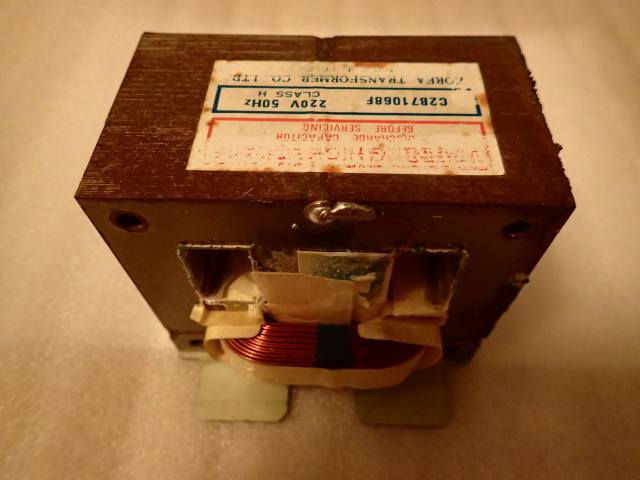 DISCHARGE CAPACITOR
BEFORE SERVICING
C2B71068F 220V 50Hz
CLASS H
KOREA TRANSFORMER CO. LTD